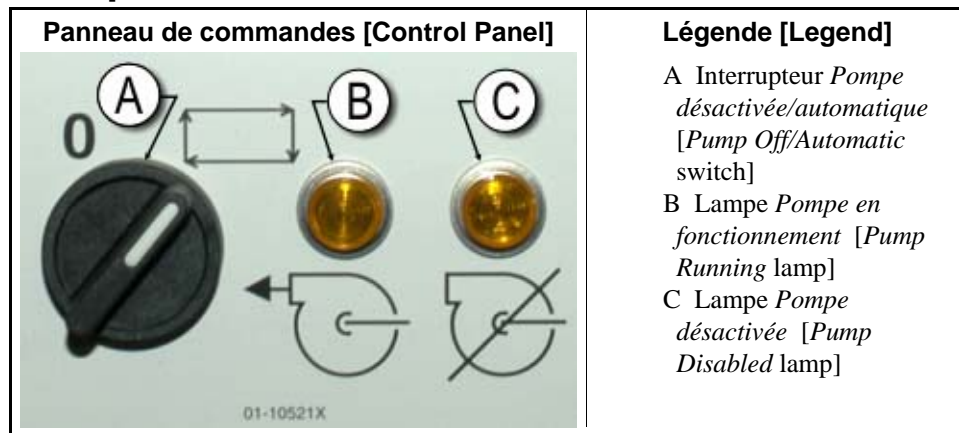 Panneau de commandes [Control Panel]
A
B
C
0
01-10521X
Légende [Legend]
A Interrupteur Pompe
désactivée/automatique
[Pump Off/Automatic
switch]
B Lampe Pompe en
fonctionnement [Pump
Running lamp]
C Lampe Pompe
désactivée [Pump
Disabled lamp]